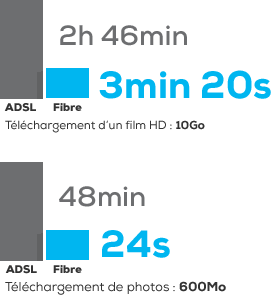 2h 46min
3min 20s
ADSL Fibre
Téléchargement d'un film HD : 10Go
48min
24s
ADSL Fibre
Téléchargement de photos : 600Mo